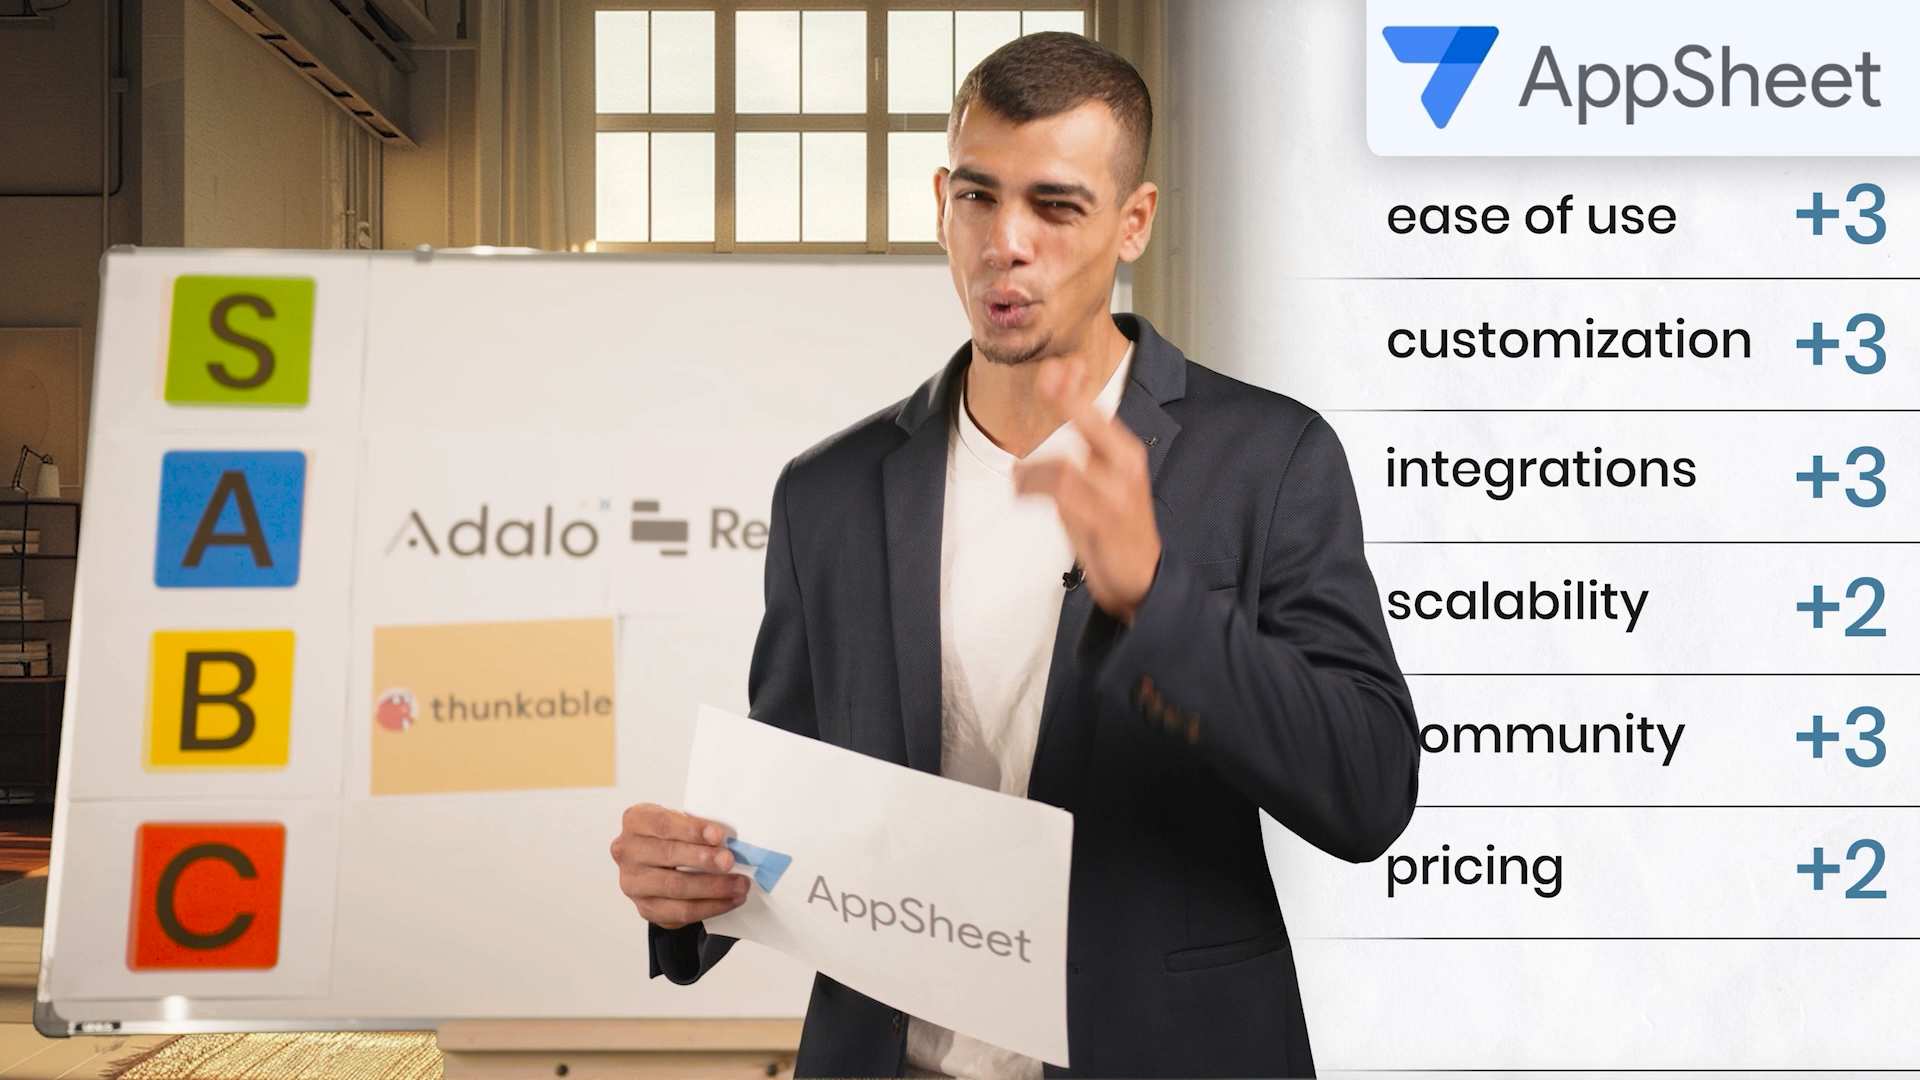 S
A
Adalo
Re
B
thunkable
C
AppSheet
AppSheet
ease of use +3
customization +3
integrations +3
scalability +2
ommunity +3
pricing +2